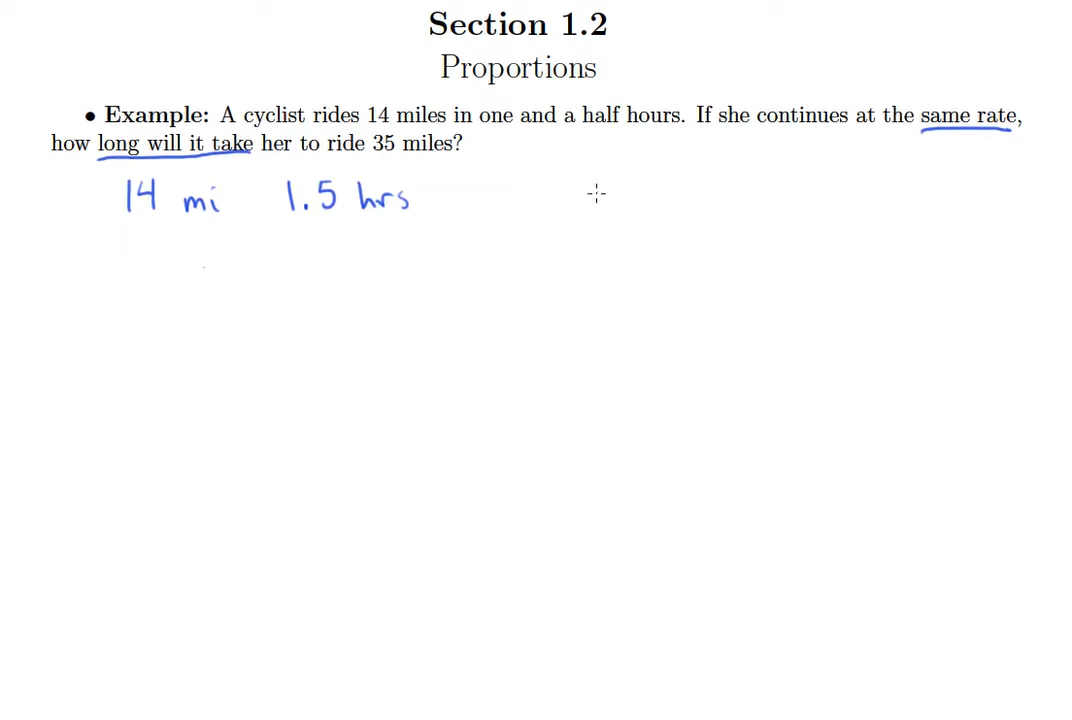 Section 1.2
Proportions
• Example: A cyclist rides 14 miles in one and a half hours. If she continues at the same rate,
how long will it take her to ride 35 miles?
14 mi 1.5 hrs